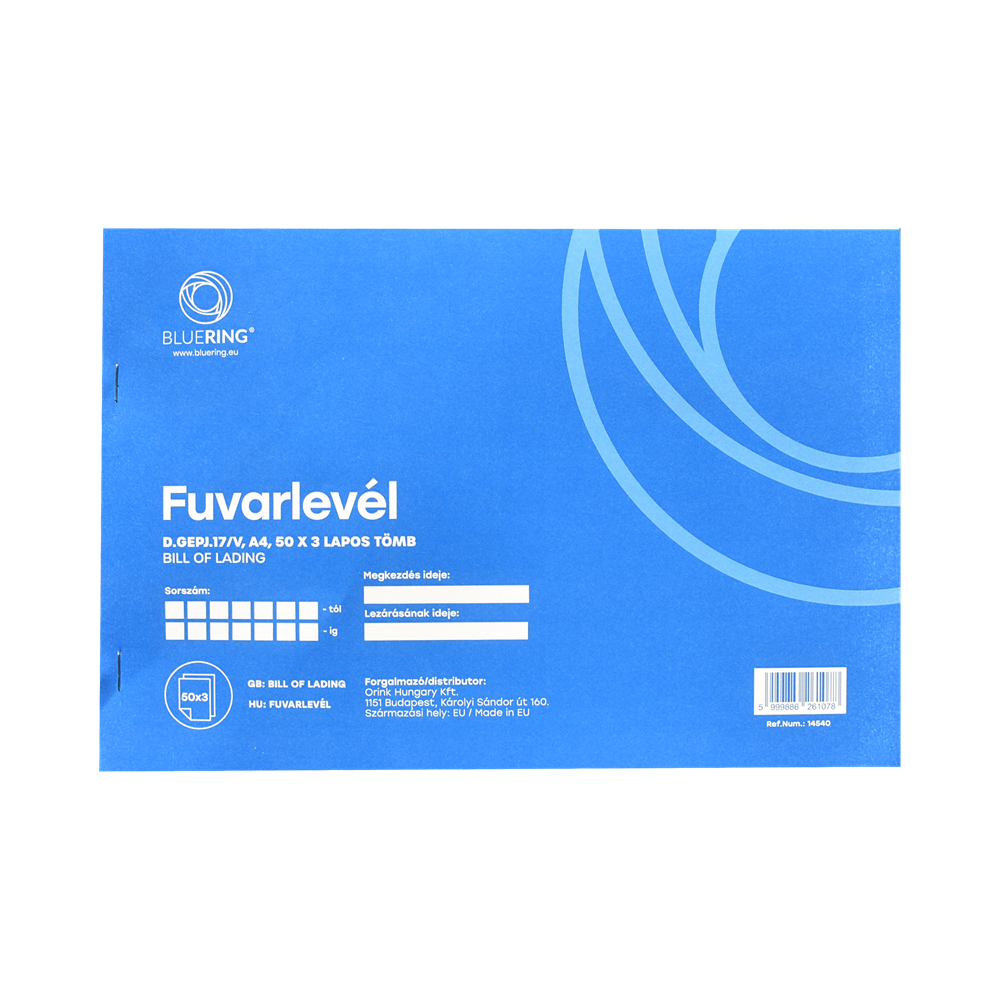 BLUERING®
www.bluering.eu
Fuvarlevél
D.GEPJ.17/V, A4, 50 X 3 LAPOS TÖMB
BILL OF LADING
Sorszám:
- tól
- ig
Megkezdés ideje:
Lezárásának ideje:
50x3
GB: BILL OF LADING
HU: FUVARLEVÉL
Forgalmazó/distributor:
Orink Hungary Kft.
1151 Budapest, Károlyi Sándor út 160.
Származási hely: EU / Made in EU
5 999886 261078
Ref.Num.: 14540